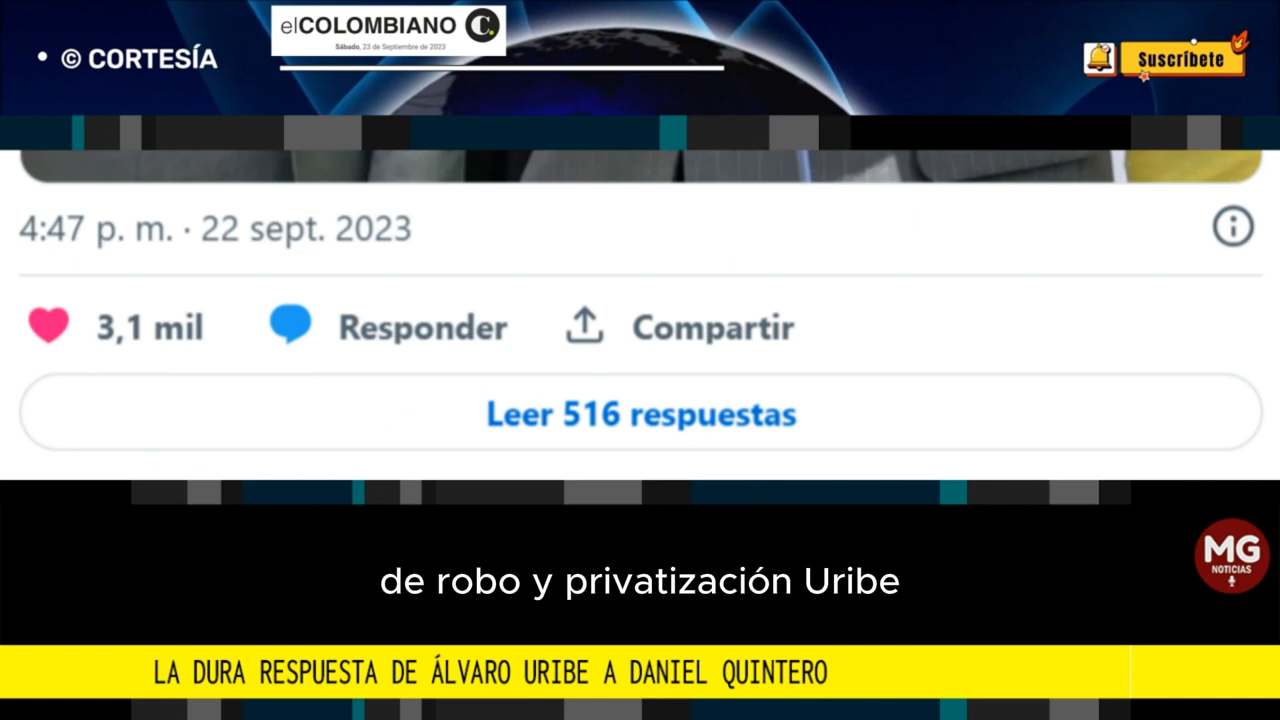 • © CORTESÍA
elCOLOMBIANO C.
Sábado, 23 de Septiembre de 2023
Suscríbete
4:47 p. m. · 22 sept. 2023
3,1 mil Responder Compartir
Leer 516 respuestas
de robo y privatización Uribe
MG
NOTICIAS
LA DURA RESPUESTA DE ÁLVARO URIBE A DANIEL QUINTERO